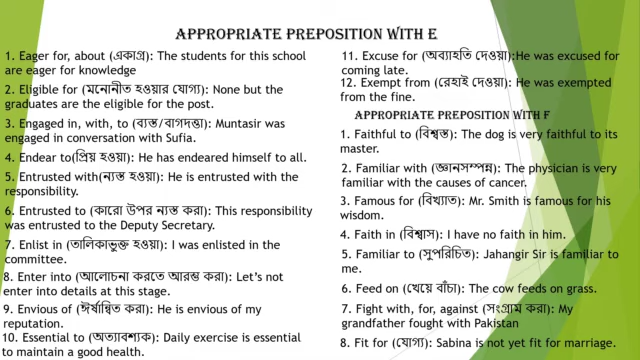 APPROPRIATE PREPOSITION WITH E
1. Eager for, about (একাগ্র): The students for this school
are eager for knowledge
2. Eligible for (মনোনীত হওয়ার যোগ্য): None but the
graduates are the eligible for the post.
3. Engaged in, with, to (ব্যস্ত/বাগদত্তা): Muntasir was
engaged in conversation with Sufia.
4. Endear to(প্রিয় হওয়া): He has endeared himself to all.
5. Entrusted with(ন্যস্ত হওয়া): He is entrusted with the
responsibility.
6. Entrusted to (কারো উপর ন্যস্ত করা): This responsibility
was entrusted to the Deputy Secretary.
7. Enlist in (তালিকাভুক্ত হওয়া): I was enlisted in the
committee.
8. Enter into (আলোচনা করতে আরম্ভ করা): Let's not
enter into details at this stage.
9. Envious of (ঈর্ষান্বিত করা): He is envious of my
reputation.
10. Essential to (অত্যাবশ্যক): Daily exercise is essential
to maintain a good health.
11. Excuse for (অব্যাহতি দেওয়া):He was excused for
coming late.
12. Exempt from (রেহাই দেওয়া): He was exempted
from the fine.
APPROPRIATE PREPOSITION WITH F
1. Faithful to (বিশ্বস্ত): The dog is very faithful to its
master.
2. Familiar with (জ্ঞানসম্পন্ন): The physician is very
familiar with the causes of cancer.
3. Famous for (বিখ্যাত): Mr. Smith is famous for his
wisdom.
4. Faith in (বিশ্বাস): I have no faith in him.
5. Familiar to (সুপরিচিত): Jahangir Sir is familiar to
me.
6. Feed on (খেয়ে বাঁচা): The cow feeds on grass.
7. Fight with, for, against (সংগ্রাম করা): My
grandfather fought with Pakistan
8. Fit for (যোগ্য): Sabina is not yet fit for marriage.